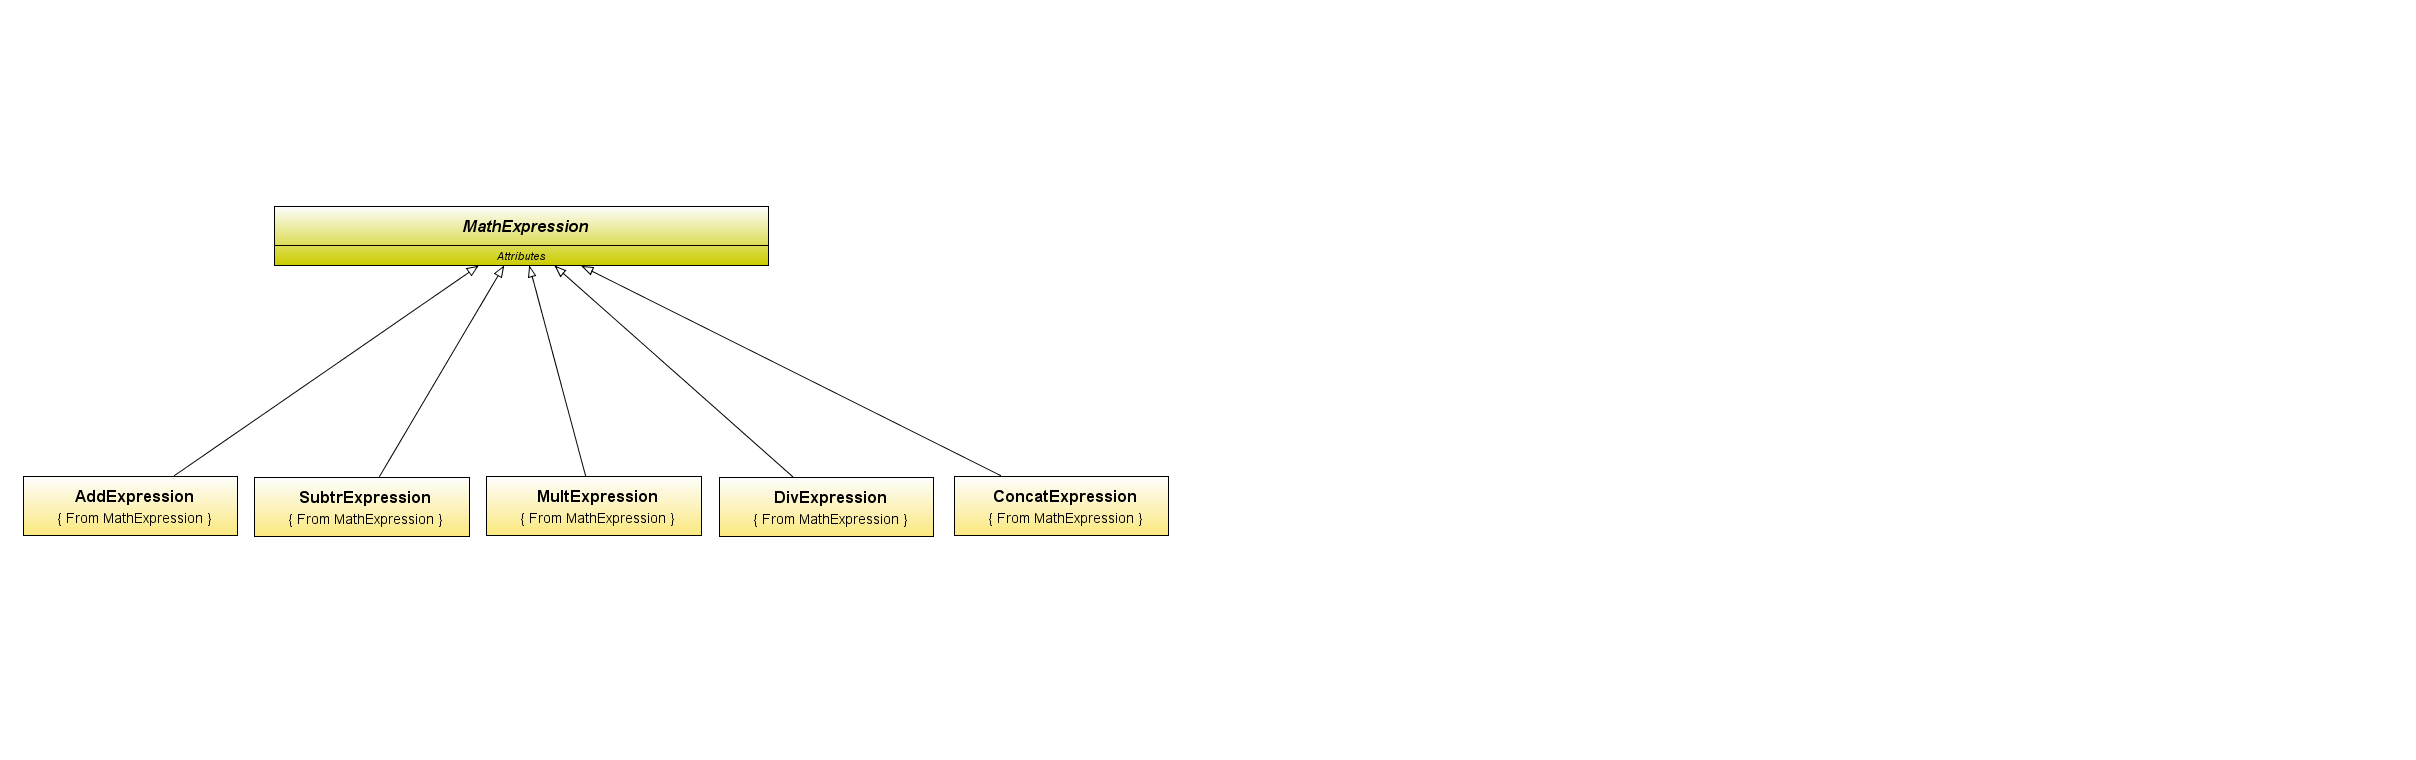 MathExpression
Attributes
AddExpression
{ From MathExpression }
SubtrExpression
{ From MathExpression }
MultExpression
{ From MathExpression }
DivExpression
{ From MathExpression }
ConcatExpression
{ From MathExpression }